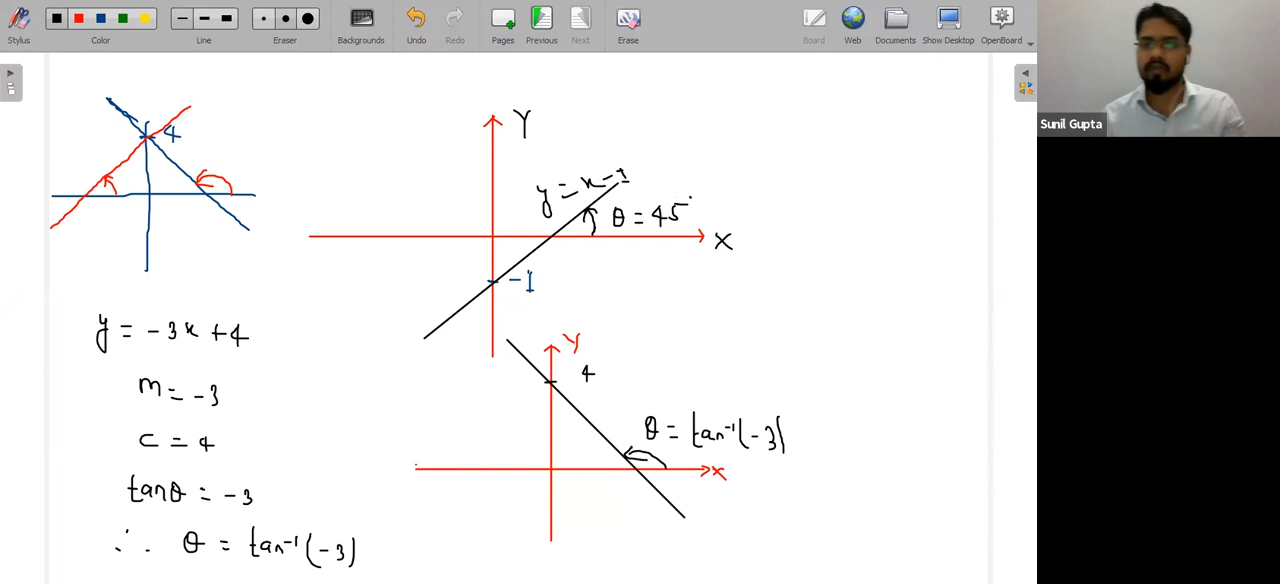 Stylus Color Line Eraser Backgrounds Undo Redo Pages Previous Next Erase Board Web Documents Show Desktop OpenBoard
Sunil Gupta
4
Y
y = x - 1
θ = 45°
X
-1
y = -3x + 4
m = -3
c = 4
tanθ = -3
∴ θ = tan⁻¹(-3)
Y
4
θ = tan⁻¹(-3)
X